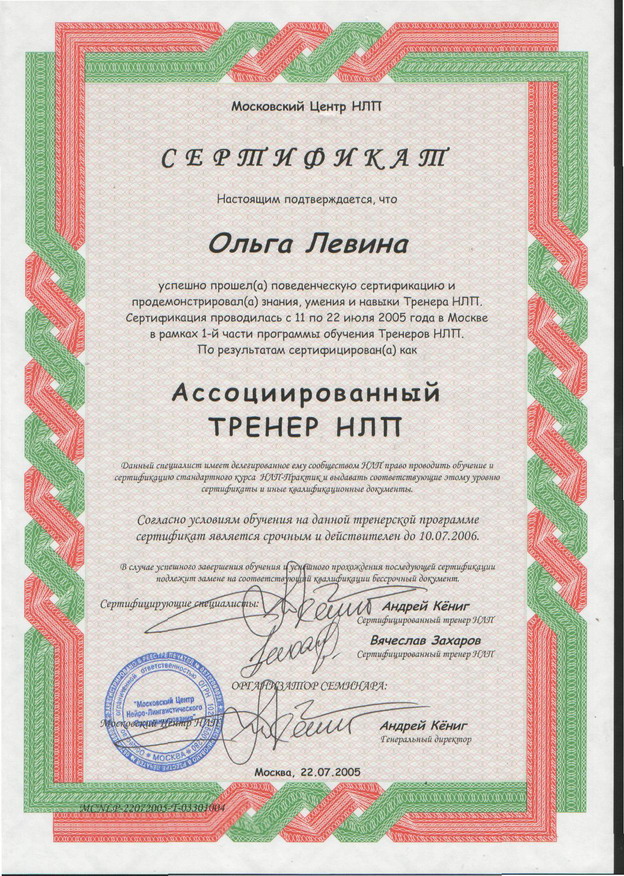 Московский Центр НЛП
СЕРТИФИКАТ
Настоящим подтверждается, что
Ольга Левина
успешно прошел(а) поведенческую сертификацию и
продемонстрировал(а) знания, умения и навыки Тренера НЛП.
Сертификация проводилась с 11 по 22 июля 2005 года в Москве
в рамках 1-й части программы обучения Тренеров НЛП.
По результатам сертифицирован(а) как
Ассоциированный
ТРЕНЕР НЛП
Данный специалист имеет делегированное ему сообществом НЛП право проводить обучение и
сертификацию стандартного курса НЛП-Практик и выдавать соответствующие этому уровню
сертификаты и иные квалификационные документы.
Согласно условиям обучения на данной тренерской программе
сертификат является срочным и действителен до 10.07.2006.
В случае успешного завершения обучения и успешного прохождения последующей сертификации
подлежит замене на соответствующий квалификации бессрочный документ.
Сертифицирующие специалисты:
Андрей Кёниг
Сертифицированный тренер НЛП
Вячеслав Захаров
Сертифицированный тренер НЛП
ОРГАНИЗАТОР СЕМИНАРА:
"Московский Центр
Нейро-Лингвистического
МОСКВА
Московский Центр НЛП
Андрей Кёниг
Генеральный директор
Москва, 22.07.2005
MCNLP-22072005-T-03301004